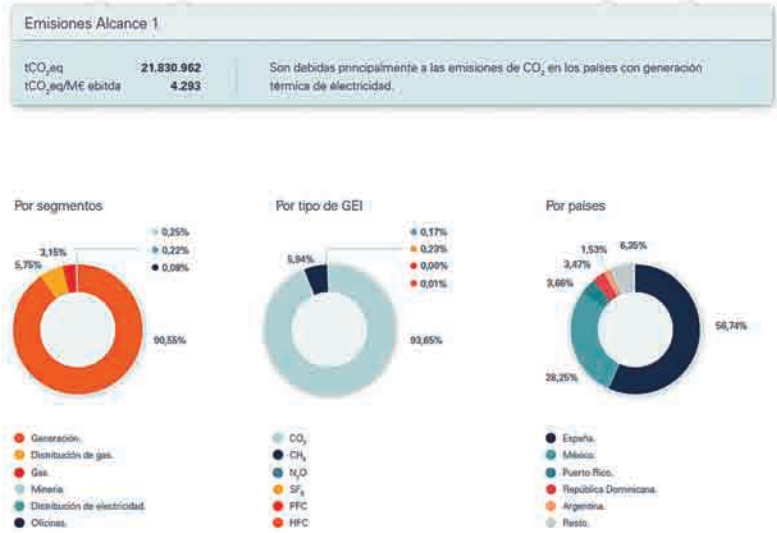 Emisiones Alcance 1
tCO₂eq 21.830.962
tCO₂eq/M€ ebitda 4.293
Son debidas principalmente a las emisiones de CO₂ en los países con generación
térmica de electricidad.
Por segmentos
0,25%
0,22%
0,08%
3,15%
5,75%
90,55%
Generación.
Distribución de gas.
Gas.
Minería.
Distribución de electricidad.
Oficinas.
Por tipo de GEI
0,17%
0,23%
0,00%
0,01%
5,94%
93,65%
CO₂
CH₄
N₂O
SF₆
PFC
HFC
Por países
1,53%
6,35%
3,47%
3,66%
56,74%
28,25%
España.
México.
Puerto Rico.
República Dominicana.
Argentina.
Resto.